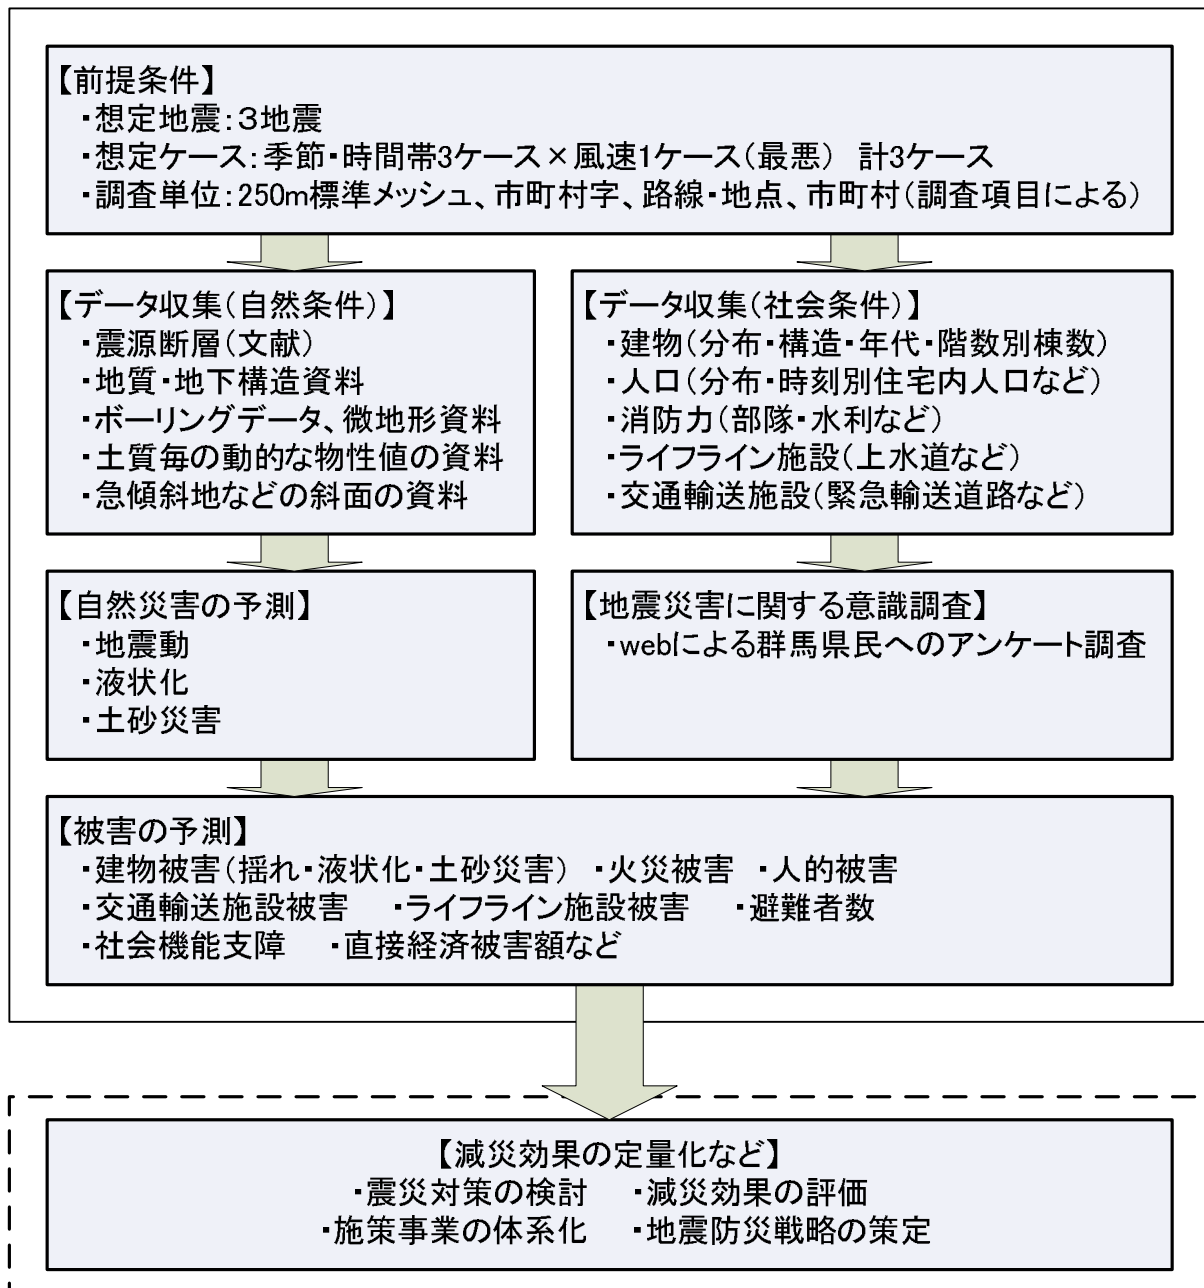 【前提条件】
・想定地震:３地震
・想定ケース:季節・時間帯3ケース×風速1ケース(最悪) 計3ケース
・調査単位:250m標準メッシュ、市町村字、路線・地点、市町村(調査項目による)
【データ収集(自然条件)】
・震源断層(文献)
・地質・地下構造資料
・ボーリングデータ、微地形資料
・土質毎の動的な物性値の資料
・急傾斜地などの斜面の資料
【データ収集(社会条件)】
・建物(分布・構造・年代・階数別棟数)
・人口(分布・時刻別住宅内人口など)
・消防力(部隊・水利など)
・ライフライン施設(上水道など)
・交通輸送施設(緊急輸送道路など)
【自然災害の予測】
・地震動
・液状化
・土砂災害
【地震災害に関する意識調査】
・webによる群馬県民へのアンケート調査
【被害の予測】
・建物被害(揺れ・液状化・土砂災害) ・火災被害 ・人的被害
・交通輸送施設被害 ・ライフライン施設被害 ・避難者数
・社会機能支障 ・直接経済被害額など
【減災効果の定量化など】
・震災対策の検討 ・減災効果の評価
・施策事業の体系化 ・地震防災戦略の策定